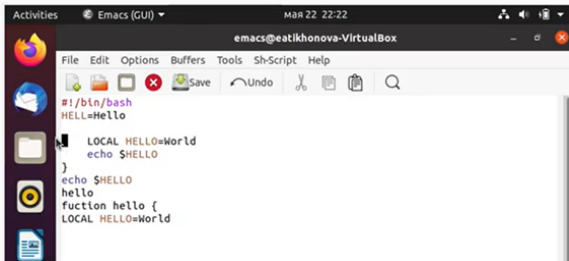 Activities Emacs (GUI) мая 22 22:22
emacs@eatikhonova-VirtualBox
File Edit Options Buffers Tools Sh-Script Help
Save Undo
#!/bin/bash
HELL=Hello
LOCAL HELLO=World
echo $HELLO
}
echo $HELLO
hello
fuction hello {
LOCAL HELLO=World